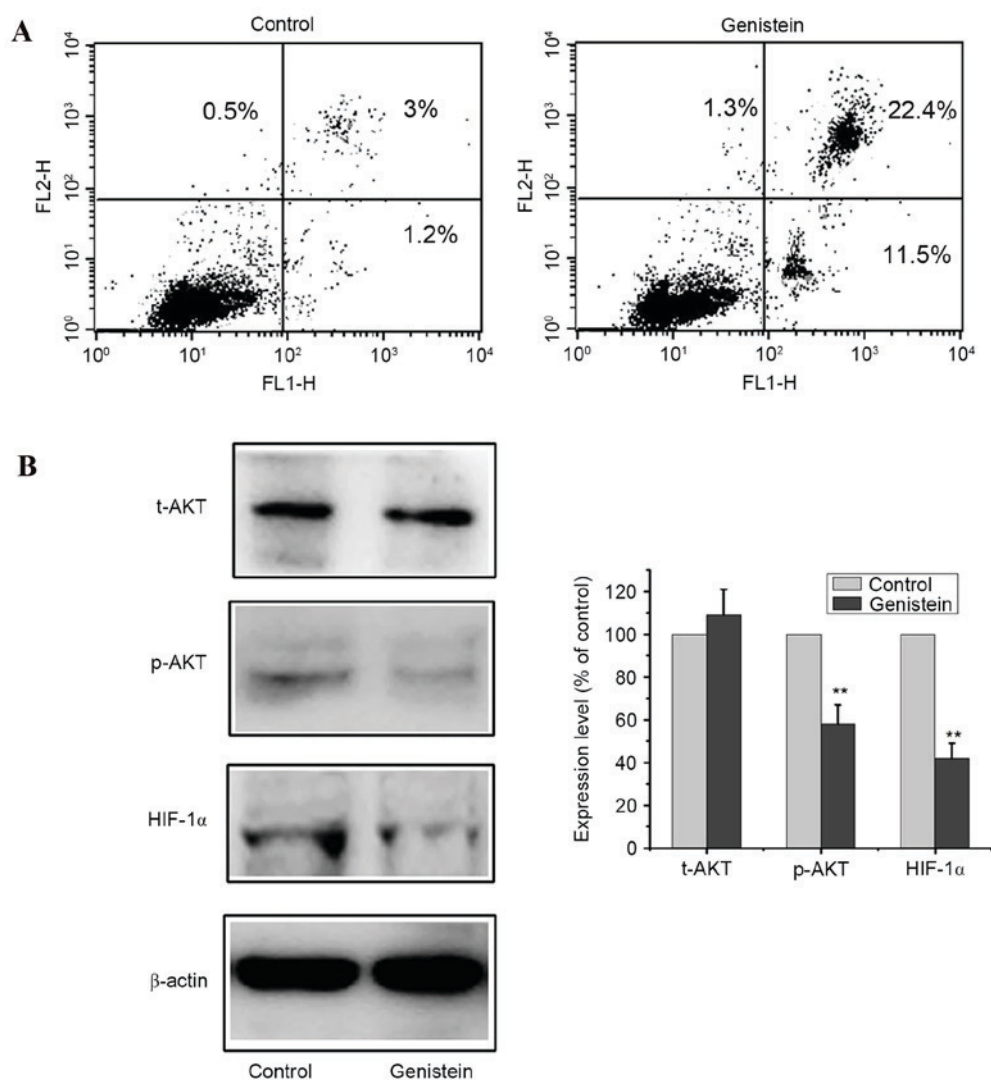 A
Control
Genistein
10⁴
10³
10²
10¹
10⁰
FL2-H
0.5%
3%
1.2%
10⁰ 10¹ 10² 10³ 10⁴
FL1-H
10⁴
10³
10²
10¹
10⁰
FL2-H
1.3%
22.4%
11.5%
10⁰ 10¹ 10² 10³ 10⁴
FL1-H
B
t-AKT
p-AKT
HIF-1α
β-actin
Control Genistein
Expression level (% of control)
120
100
80
60
40
20
0
Control
Genistein
**
**
t-AKT p-AKT HIF-1α